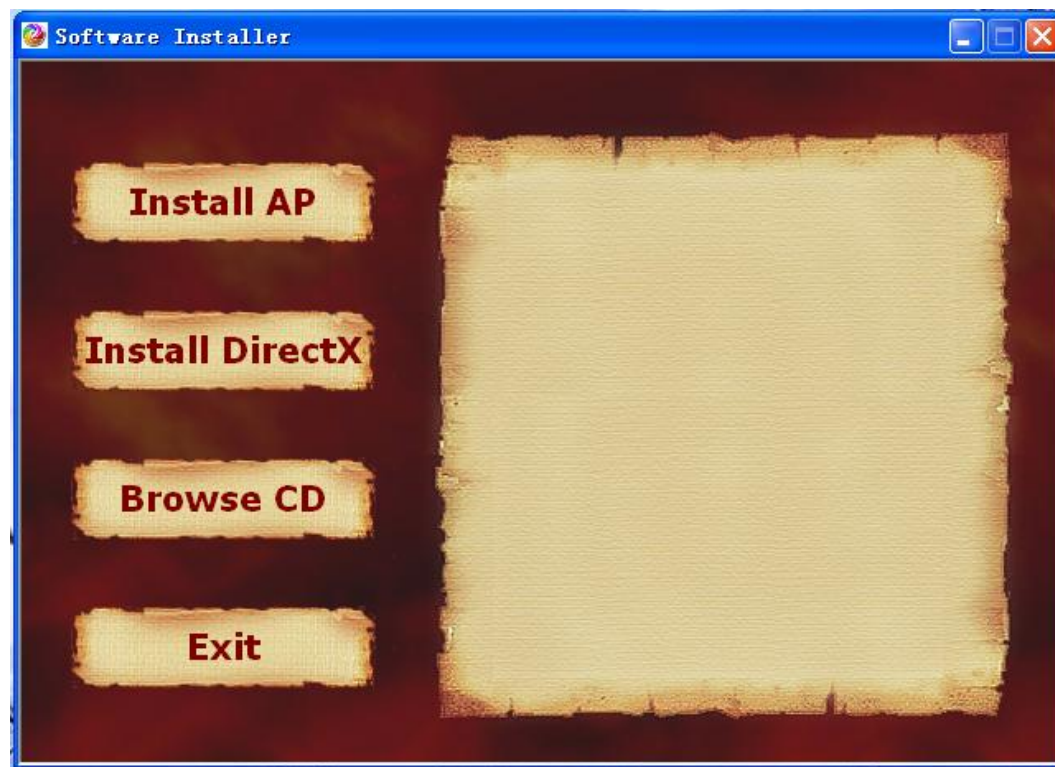 Software Installer
Install AP
Install DirectX
Browse CD
Exit